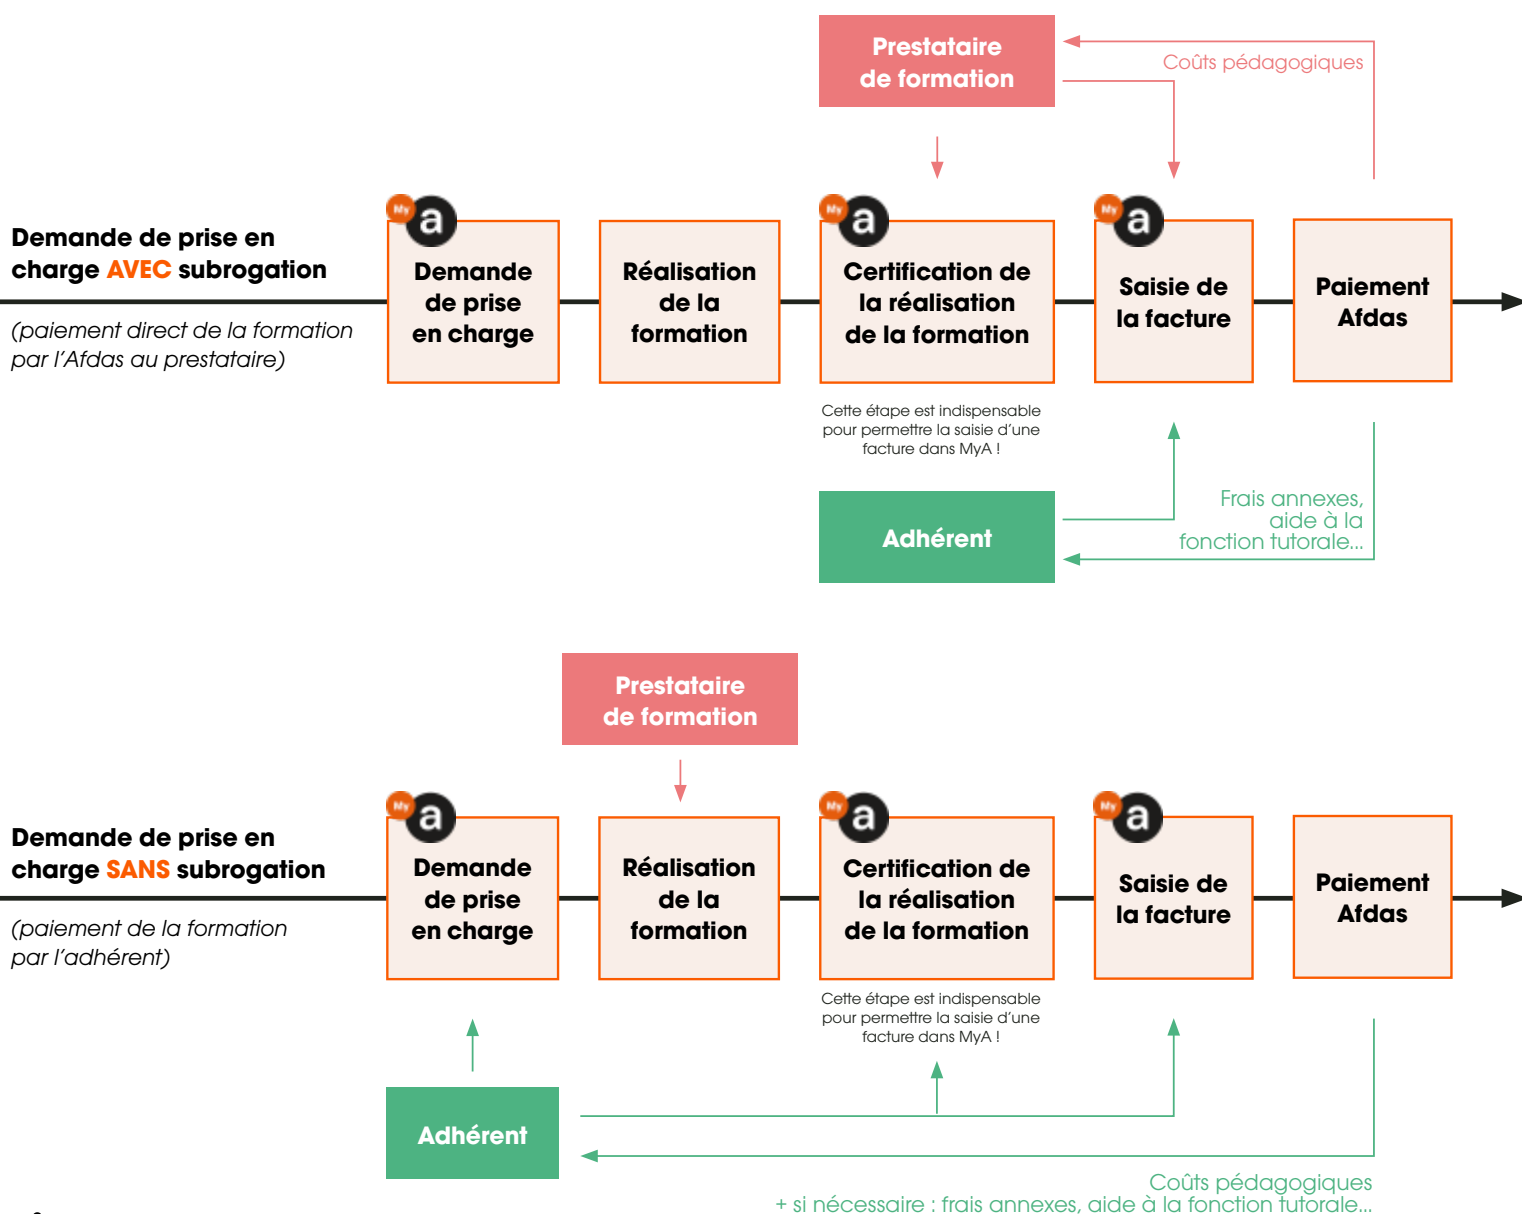 Prestataire
de formation
Coûts pédagogiques
Demande de prise en
charge AVEC subrogation
(paiement direct de la formation
par l’Afdas au prestataire)
My a
Demande
de prise
en charge
Réalisation
de la
formation
My a
Certification de
la réalisation
de la formation
My a
Saisie de
la facture
Paiement
Afdas
Cette étape est indispensable
pour permettre la saisie d’une
facture dans MyA !
Adhérent
Frais annexes,
aide à la
fonction tutorale...
Prestataire
de formation
Demande de prise en
charge SANS subrogation
(paiement de la formation
par l’adhérent)
My a
Demande
de prise
en charge
Réalisation
de la
formation
My a
Certification de
la réalisation
de la formation
My a
Saisie de
la facture
Paiement
Afdas
Cette étape est indispensable
pour permettre la saisie d’une
facture dans MyA !
Adhérent
Coûts pédagogiques
+ si nécessaire : frais annexes, aide à la fonction tutorale...